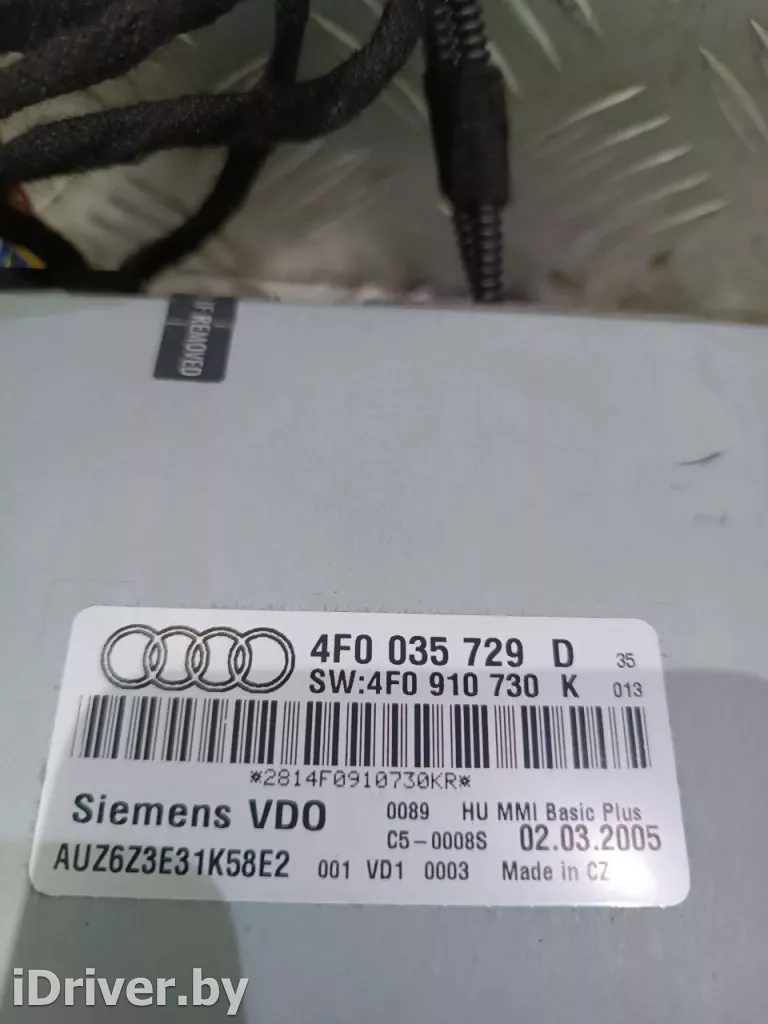 IF REMOVED
4F0 035 729 D 35
SW:4F0 910 730 K 013
*2814F0910730KR*
Siemens VDO 0089 HU MMI Basic Plus
C5-0008S 02.03.2005
AUZ6Z3E31K58E2 001 VD1 0003 Made in CZ
iDriver.by